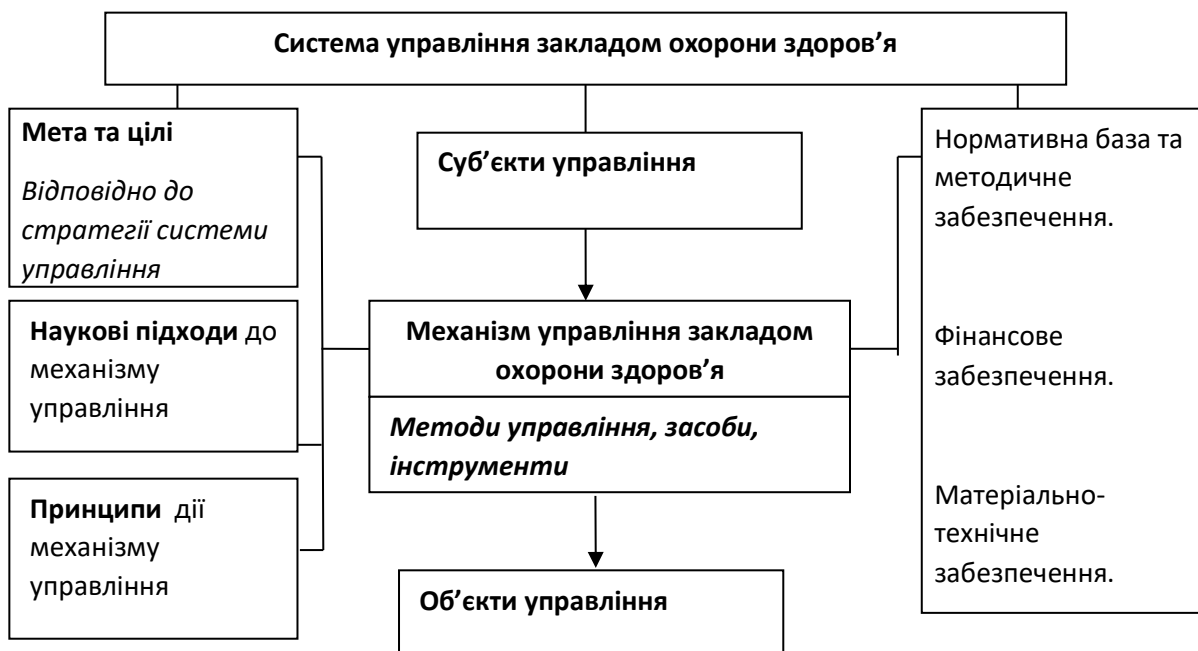 Система управління закладом охорони здоров’я
Мета та цілі
Відповідно до
стратегії системи
управління
Суб’єкти управління
Нормативна база та
методичне
забезпечення.
Наукові підходи до
механізму
управління
Механізм управління закладом
охорони здоров’я
Методи управління, засоби,
інструменти
Фінансове
забезпечення.
Принципи дії
механізму
управління
Матеріально-
технічне
забезпечення.
Об’єкти управління